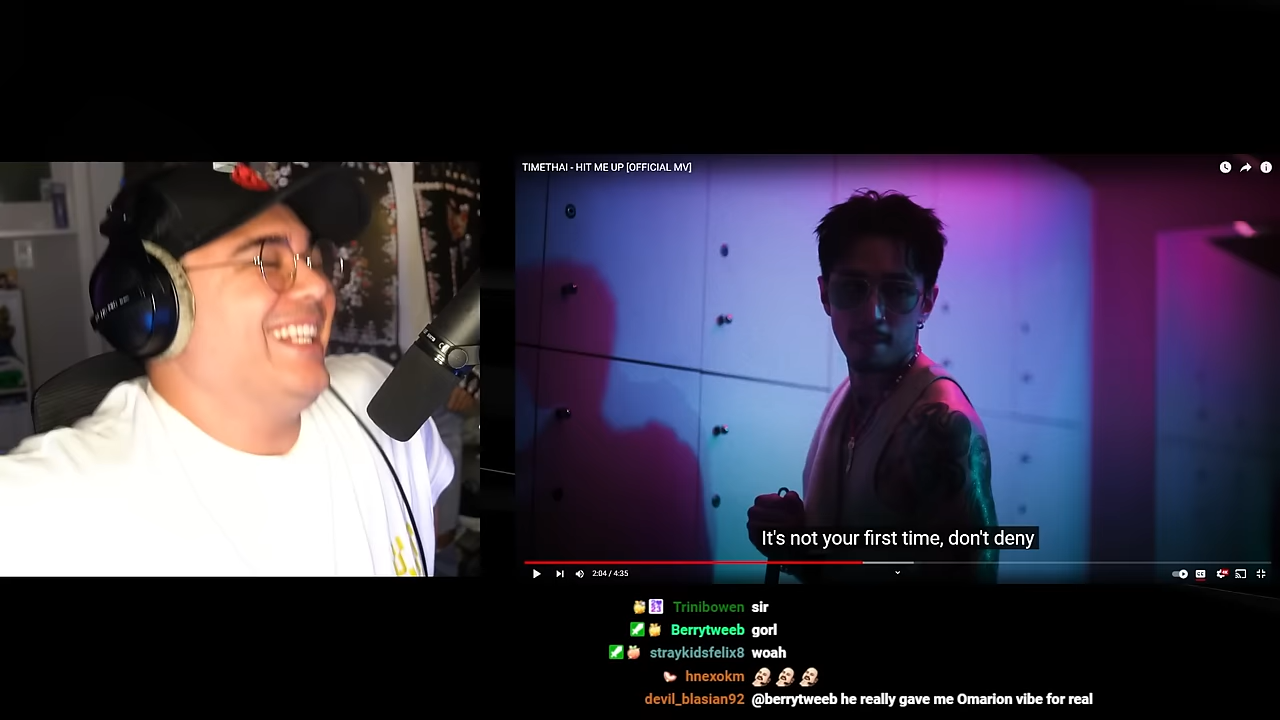 TIMETHAI - HIT ME UP [OFFICIAL MV]
It's not your first time, don't deny
2:04 / 4:35
Trinibowen sir
Berrytweeb gorl
straykidsfelix8 woah
hnexokm
devil_blasian92 @berrytweeb he really gave me Omarion vibe for real